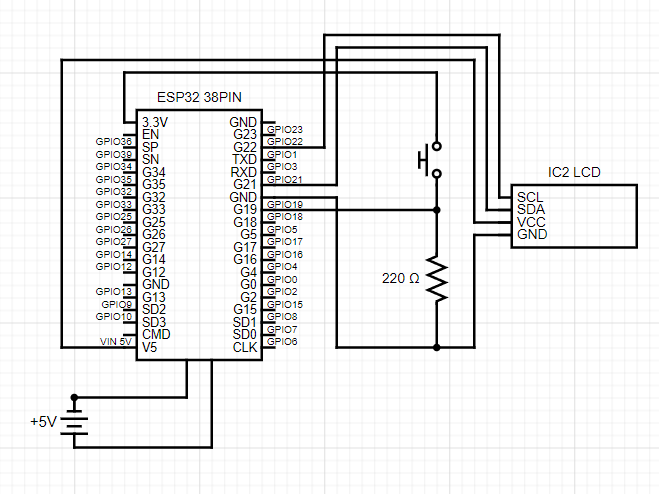 ESP32 38PIN
3.3V GND
EN G23 GPIO23
GPIO36 SP G22 GPIO22
GPIO39 SN TXD GPIO1
GPIO34 G34 RXD GPIO3
GPIO35 G35 G21 GPIO21
GPIO32 G32 GND
GPIO33 G33 G19 GPIO19
GPIO25 G25 G18 GPIO18
GPIO26 G26 G5 GPIO5
GPIO27 G27 G17 GPIO17
GPIO14 G14 G16 GPIO16
GPIO12 G12 G4 GPIO4
GND G0 GPIO0
GPIO13 G13 G2 GPIO2
GPIO9 SD2 G15 GPIO15
GPIO10 SD3 SD1 GPIO8
CMD SD0 GPIO7
VIN 5V V5 CLK GPIO6
IC2 LCD
SCL
SDA
VCC
GND
220 Ω
+5V